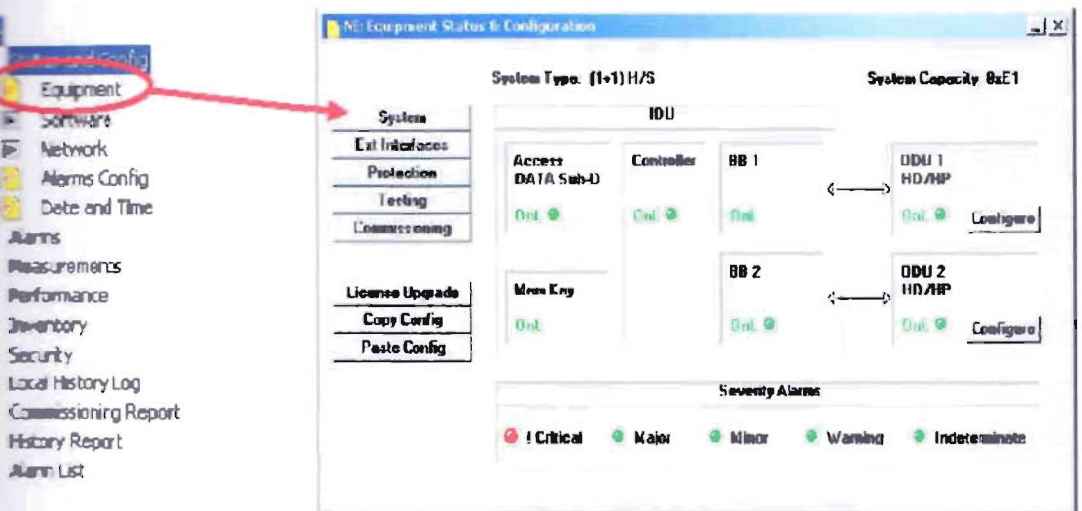 Equipment
Software
Network
Alarms Config
Date and Time
Alarms
Measurements
Performance
Inventory
Security
Local History Log
Commissioning Report
History Report
Alarm List
NE: Equipment Status & Configuration
System Type: (1+1) H/S
System Capacity 8xE1
System
Ext Interfaces
Protection
Testing
Commissioning
License Upgrade
Copy Config
Paste Config
IDU
Access
DATA Sub-D
Controller
BB 1
ODU 1
HD/HP
Configure
Mem Key
BB 2
ODU 2
HD/HP
Configure
Severity Alarms
! Critical
Major
Minor
Warning
Indeterminate